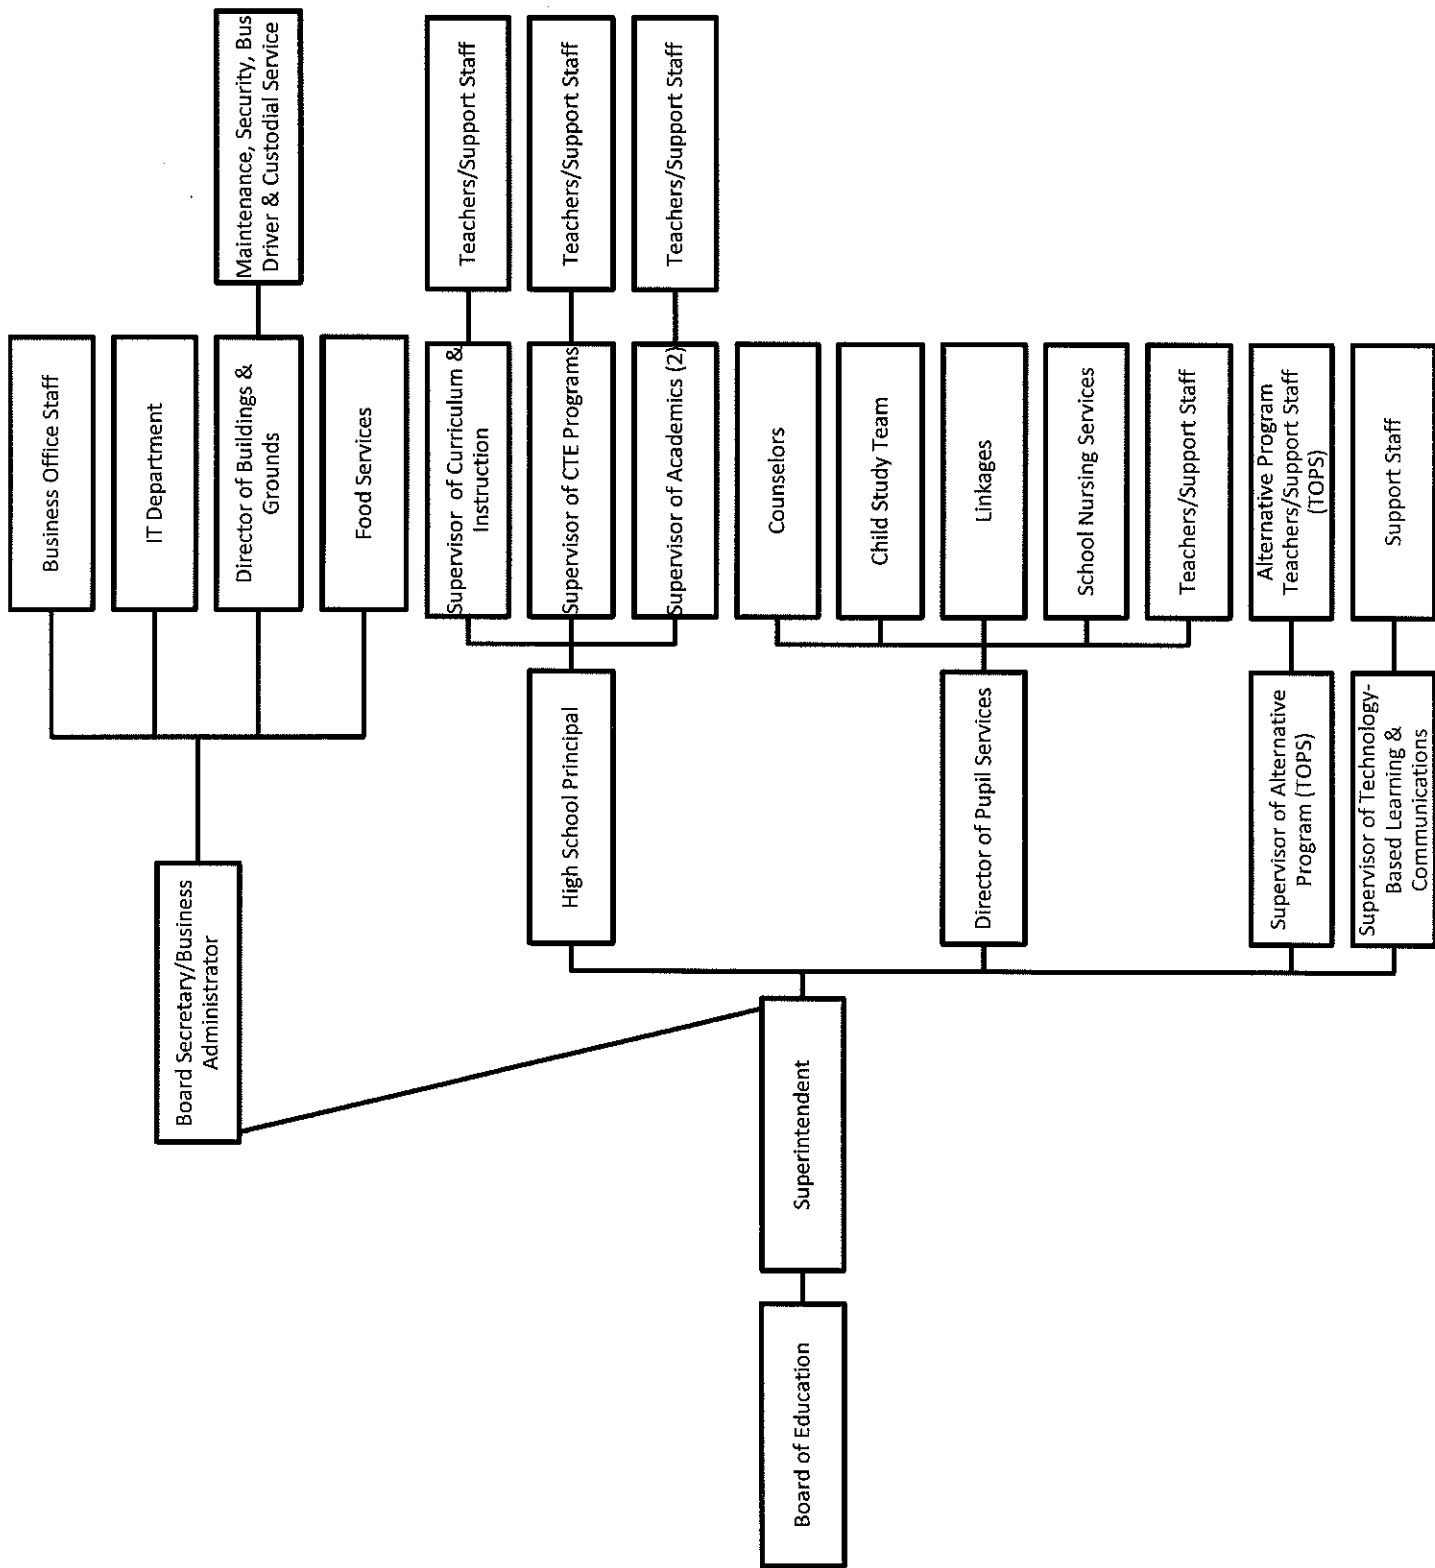 Business Office Staff
IT Department
Board Secretary/Business
Administrator
Director of Buildings &
Grounds
Maintenance, Security, Bus
Driver & Custodial Service
Food Services
Supervisor of Curriculum &
Instruction
Teachers/Support Staff
High School Principal
Supervisor of CTE Programs
Teachers/Support Staff
Supervisor of Academics (2)
Teachers/Support Staff
Board of Education
Superintendent
Counselors
Child Study Team
Director of Pupil Services
Linkages
School Nursing Services
Teachers/Support Staff
Supervisor of Alternative
Program (TOPS)
Alternative Program
Teachers/Support Staff
(TOPS)
Supervisor of Technology-
Based Learning &
Communications
Support Staff